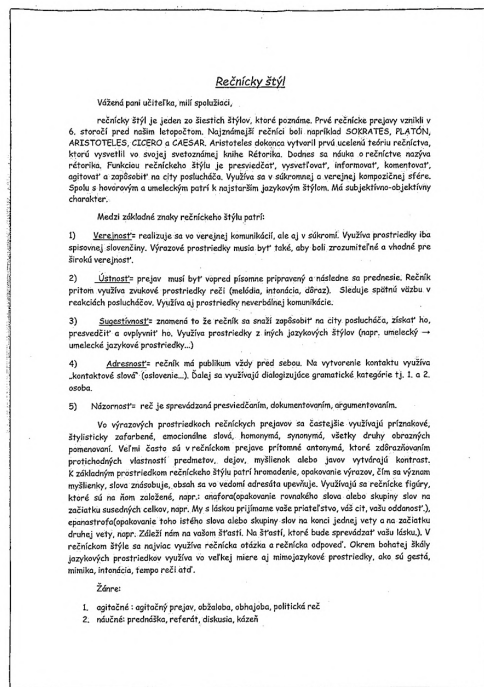 Rečnícky štýl
Vážená pani učiteľka, milí spolužiaci,
rečnícky štýl je jeden zo šiestich štýlov, ktoré poznáme. Prvé rečnícke prejavy vznikli v
6. storočí pred našim letopočtom. Najznámejší rečníci boli napríklad SOKRATES, PLATÓN,
ARISTOTELES, CICERO a CAESAR. Aristoteles dokonca vytvoril prvú ucelenú teóriu rečníctva,
ktorú vysvetlil vo svojej svetoznámej knihe Rétorika. Dodnes sa náuka o rečníctve nazýva
rétorika. Funkciou rečníckeho štýlu je presviedčať, vysvetľovať, informovať, komentovať,
agitovať a zapôsobiť na city poslucháča. Využíva sa v súkromnej a verejnej kompozičnej sfére.
Spolu s hovorovým a umeleckým patrí k najstarším jazykovým štýlom. Má subjektívno-objektívny
charakter.
Medzi základné znaky rečníckeho štýlu patrí:
1) Verejnosť= realizuje sa vo verejnej komunikácií, ale aj v súkromí. Využíva prostriedky iba
spisovnej slovenčiny. Výrazové prostriedky musia byť také, aby boli zrozumiteľné a vhodné pre
širokú verejnosť.
2) Ústnosť= prejav musí byť vopred písomne pripravený a následne sa prednesie. Rečník
pritom využíva zvukové prostriedky reči (melódia, intonácia, dôraz). Sleduje spätnú väzbu v
reakciách poslucháčov. Využíva aj prostriedky neverbálnej komunikácie.
3) Sugestívnosť= znamená to že rečník sa snaží zapôsobiť na city poslucháča, získať ho,
presvedčiť a ovplyvniť ho. Využíva prostriedky z iných jazykových štýlov (napr. umelecký →
umelecké jazykové prostriedky...)
4) Adresnosť= rečník má publikum vždy pred sebou. Na vytvorenie kontaktu využíva
„kontaktové slová" (oslovenie...). Ďalej sa využívajú dialogizujúce gramatické kategórie tj. 1. a 2.
osoba.
5) Názornosť= reč je sprevádzaná presviedčaním, dokumentovaním, argumentovaním.
Vo výrazových prostriedkoch rečníckych prejavov sa častejšie využívajú príznakové,
štylisticky zafarbené, emocionálne slová, homonymá, synonymá, všetky druhy obrazných
pomenovaní. Veľmi často sú v rečníckom prejave prítomné antonymá, ktoré zdôrazňovaním
protichodných vlastností predmetov, dejov, myšlienok alebo javov vytvárajú kontrast.
K základným prostriedkom rečníckeho štýlu patrí hromadenie, opakovanie výrazov, čím sa význam
myšlienky, slova znásobuje, obsah sa vo vedomí adresáta upevňuje. Využívajú sa rečnícke figúry,
ktoré sú na ňom založené, napr.: anafora(opakovanie rovnakého slova alebo skupiny slov na
začiatku susedných celkov, napr. My s láskou prijímame vaše priateľstvo, váš cit, vašu oddanosť.),
epanastrofa(opakovanie toho istého slova alebo skupiny slov na konci jednej vety a na začiatku
druhej vety, napr. Záleží nám na vašom šťastí. Na šťastí, ktoré bude sprevádzať vašu lásku.), V
rečníckom štýle sa najviac využíva rečnícka otázka a rečnícka odpoveď. Okrem bohatej škály
jazykových prostriedkov využíva vo veľkej miere aj mimojazykové prostriedky, ako sú gestá,
mimika, intonácia, tempo reči atď.
Žánre:
1. agitačné : agitačný prejav, obžaloba, obhajoba, politická reč
2. náučné: prednáška, referát, diskusia, kázeň